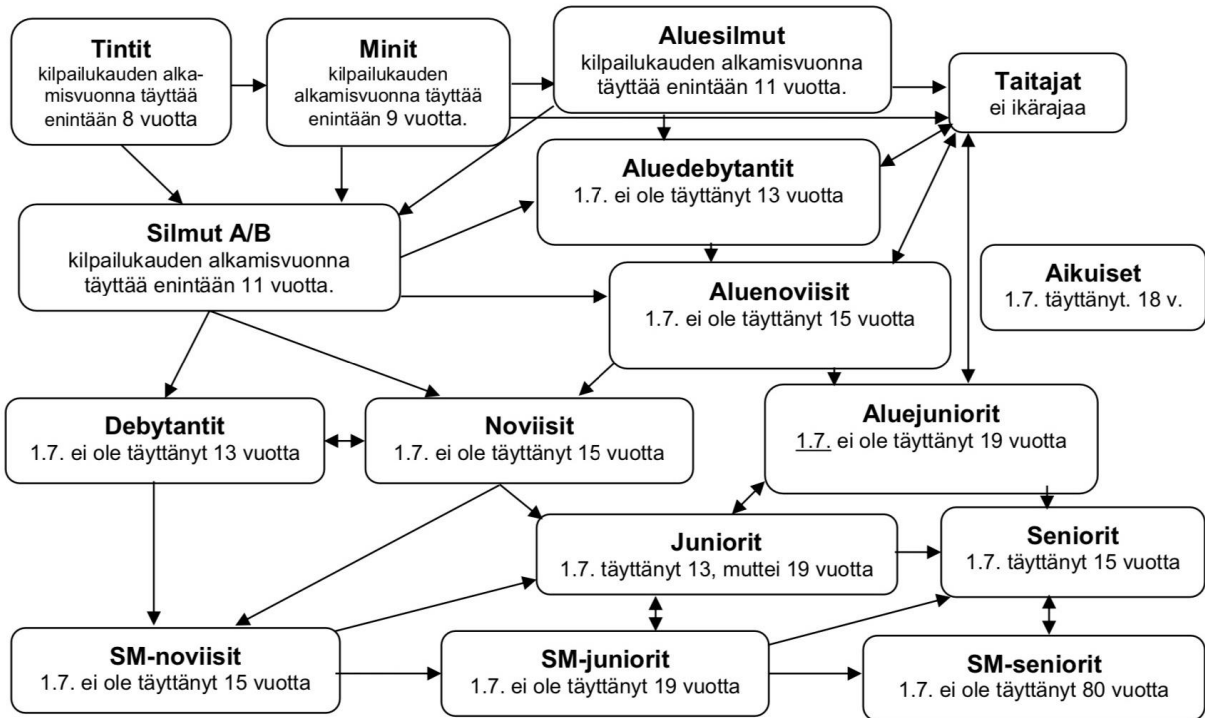 Tintit
kilpailukauden alka-
misvuonna täyttää
enintään 8 vuotta
Minit
kilpailukauden
alkamisvuonna täyttää
enintään 9 vuotta.
Aluesilmut
kilpailukauden alkamisvuonna
täyttää enintään 11 vuotta.
Taitajat
ei ikärajaa
Aluedebytantit
1.7. ei ole täyttänyt 13 vuotta
Silmut A/B
kilpailukauden alkamisvuonna
täyttää enintään 11 vuotta.
Aluenoviisit
1.7. ei ole täyttänyt 15 vuotta
Aikuiset
1.7. täyttänyt. 18 v.
Debytantit
1.7. ei ole täyttänyt 13 vuotta
Noviisit
1.7. ei ole täyttänyt 15 vuotta
Aluejuniorit
1.7. ei ole täyttänyt 19 vuotta
Juniorit
1.7. täyttänyt 13, muttei 19 vuotta
Seniorit
1.7. täyttänyt 15 vuotta
SM-noviisit
1.7. ei ole täyttänyt 15 vuotta
SM-juniorit
1.7. ei ole täyttänyt 19 vuotta
SM-seniorit
1.7. ei ole täyttänyt 80 vuotta